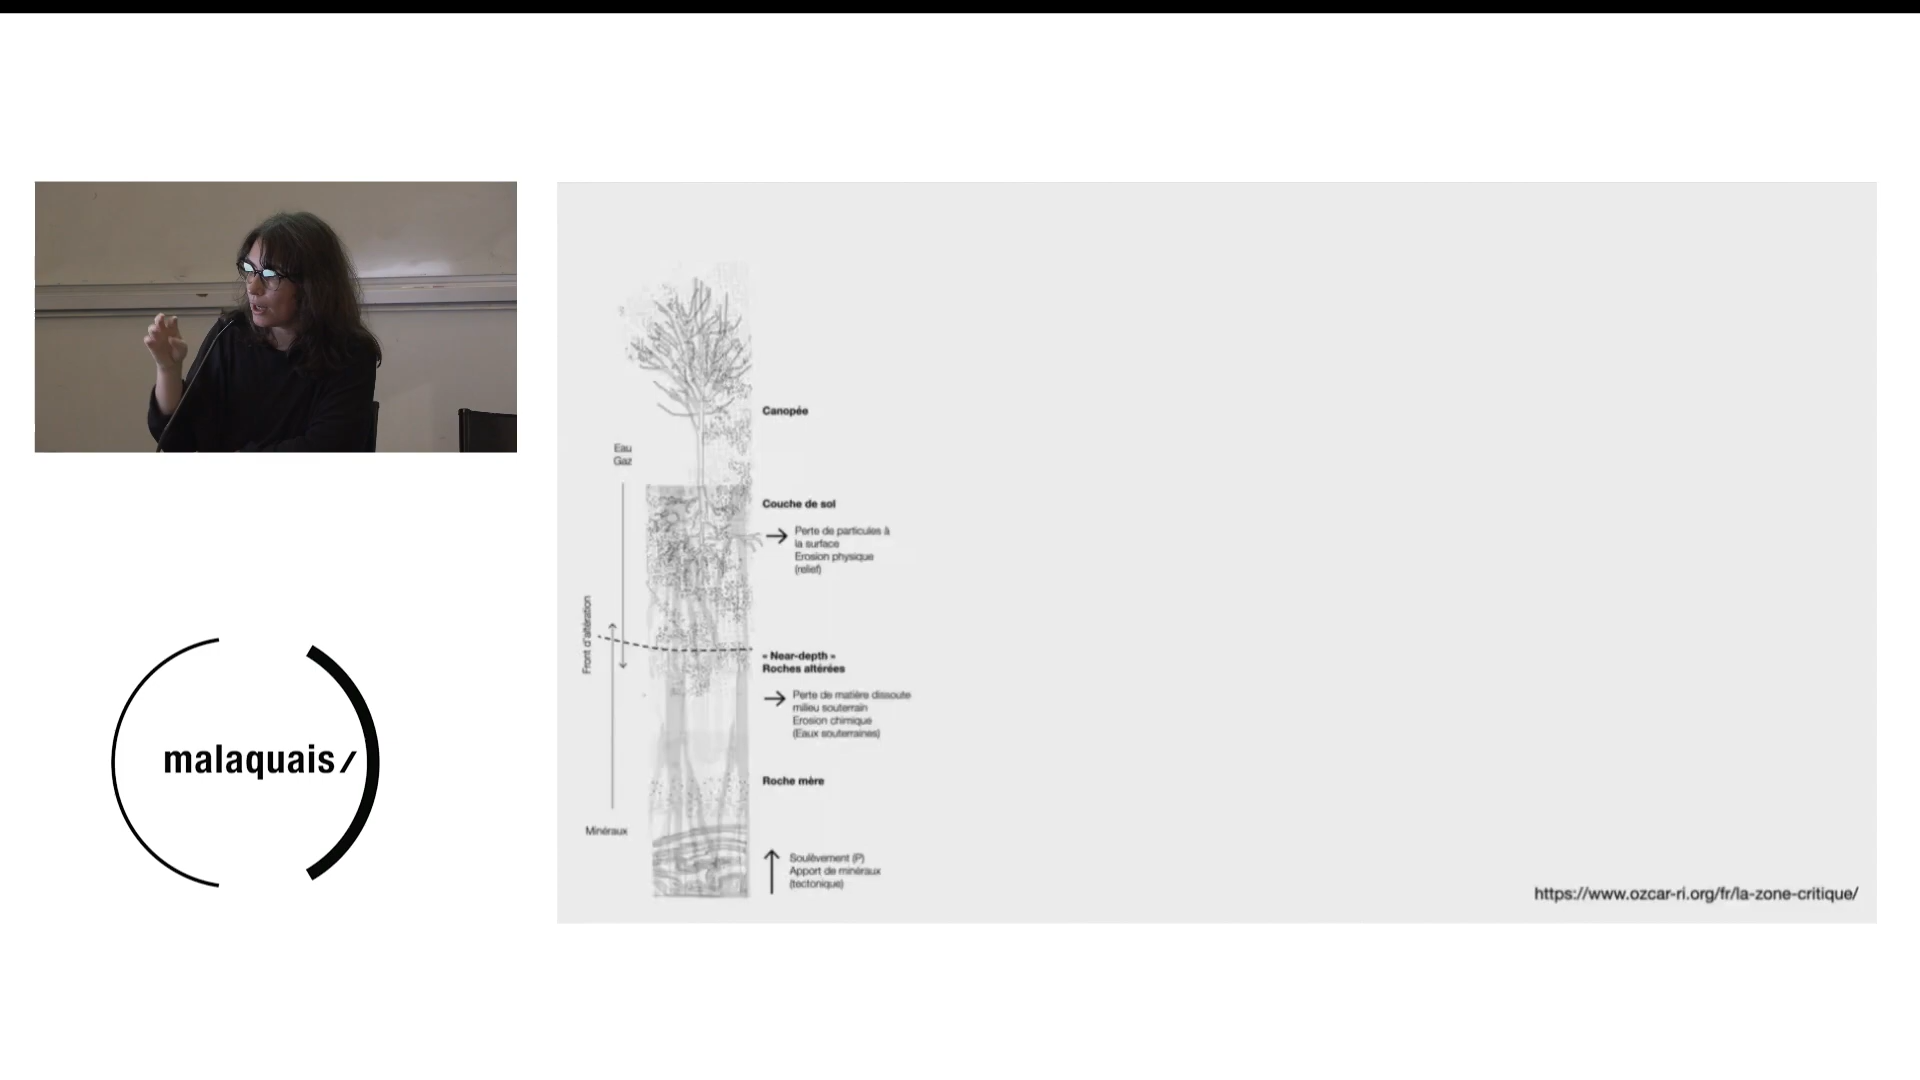 malaquais/
Canopée
Eau
Gaz
Couche de sol
Perte de particules à
la surface
Erosion physique
(relief)
Front d'altération
« Near-depth »
Roches altérées
Perte de matière dissoute
milieu souterrain
Erosion chimique
(Eaux souterraines)
Roche mère
Minéraux
Soulèvement (P)
Apport de minéraux
(tectonique)
https://www.ozcar-ri.org/fr/la-zone-critique/